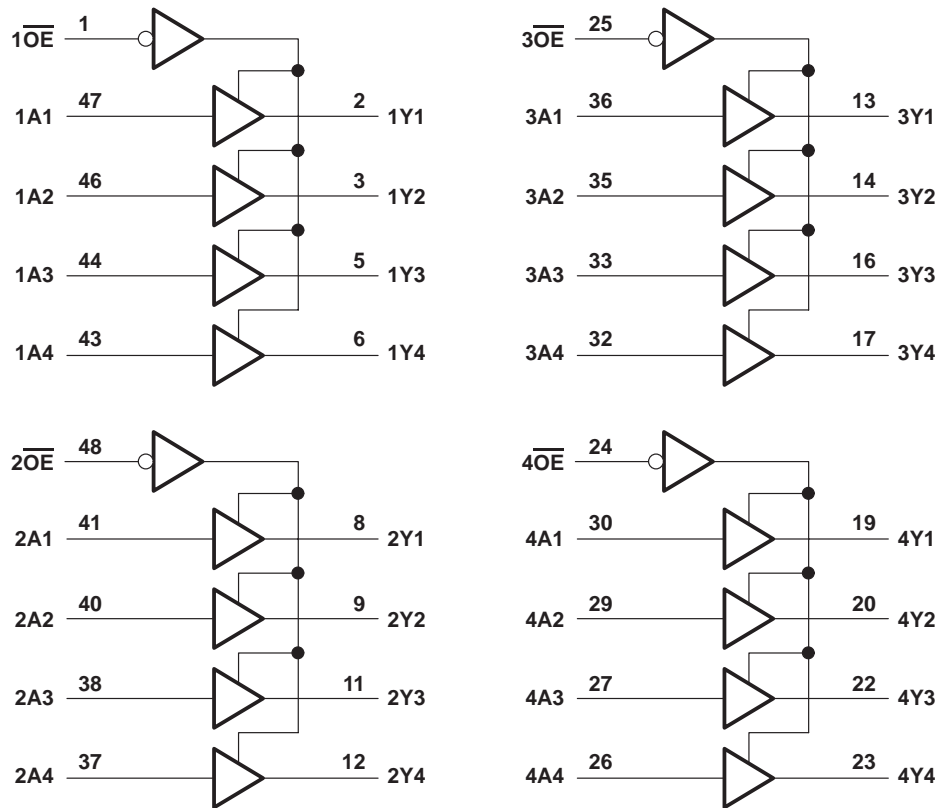 1OE 1
1A1 47 2 1Y1
1A2 46 3 1Y2
1A3 44 5 1Y3
1A4 43 6 1Y4
3OE 25
3A1 36 13 3Y1
3A2 35 14 3Y2
3A3 33 16 3Y3
3A4 32 17 3Y4
2OE 48
2A1 41 8 2Y1
2A2 40 9 2Y2
2A3 38 11 2Y3
2A4 37 12 2Y4
4OE 24
4A1 30 19 4Y1
4A2 29 20 4Y2
4A3 27 22 4Y3
4A4 26 23 4Y4